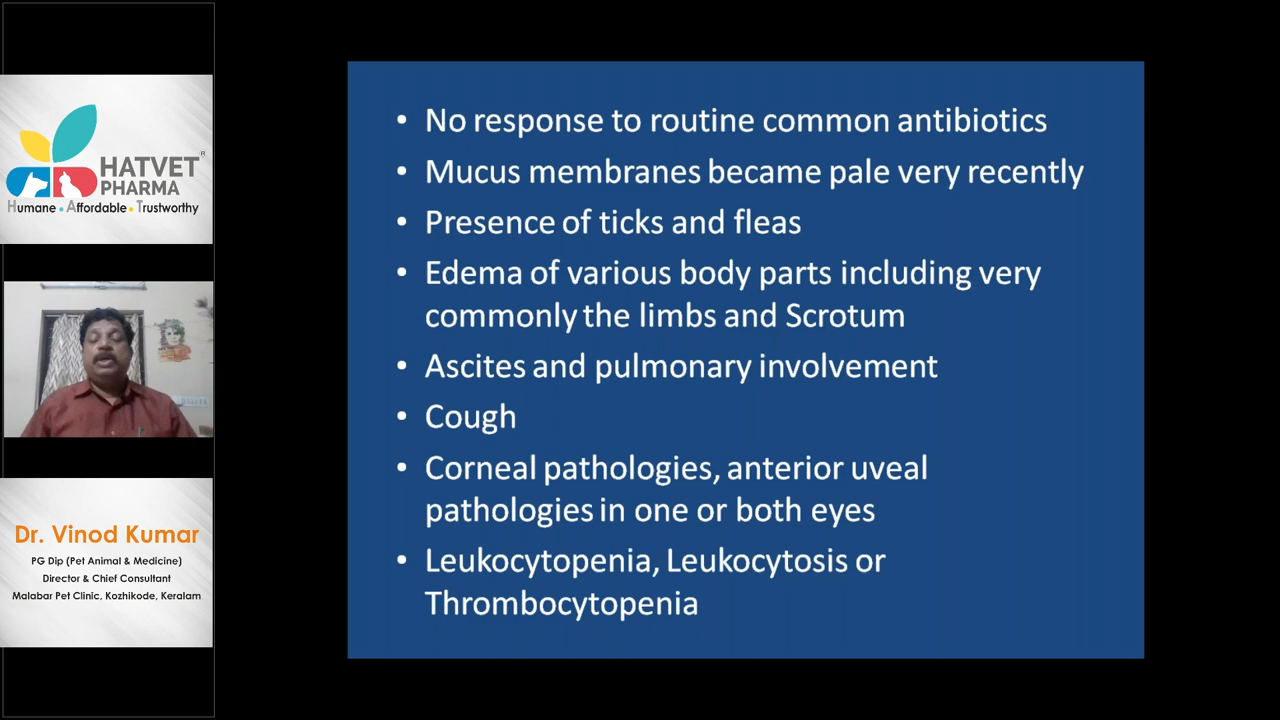 HATVET®
PHARMA
Humane • Affordable • Trustworthy
Dr. Vinod Kumar
PG Dip (Pet Animal & Medicine)
Director & Chief Consultant
Malabar Pet Clinic, Kozhikode, Keralam
• No response to routine common antibiotics
• Mucus membranes became pale very recently
• Presence of ticks and fleas
• Edema of various body parts including very
commonly the limbs and Scrotum
• Ascites and pulmonary involvement
• Cough
• Corneal pathologies, anterior uveal
pathologies in one or both eyes
• Leukocytopenia, Leukocytosis or
Thrombocytopenia